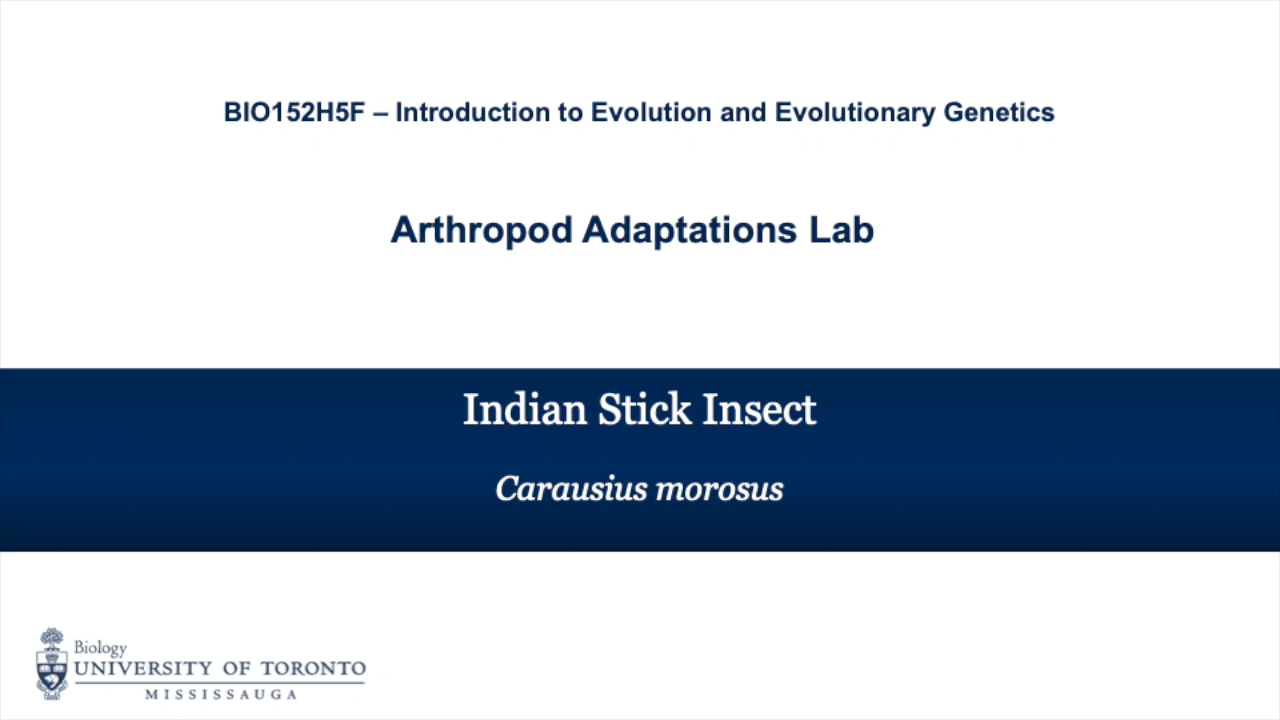 BIO152H5F – Introduction to Evolution and Evolutionary Genetics
Arthropod Adaptations Lab
Indian Stick Insect
Carausius morosus
Biology
UNIVERSITY OF TORONTO
MISSISSAUGA